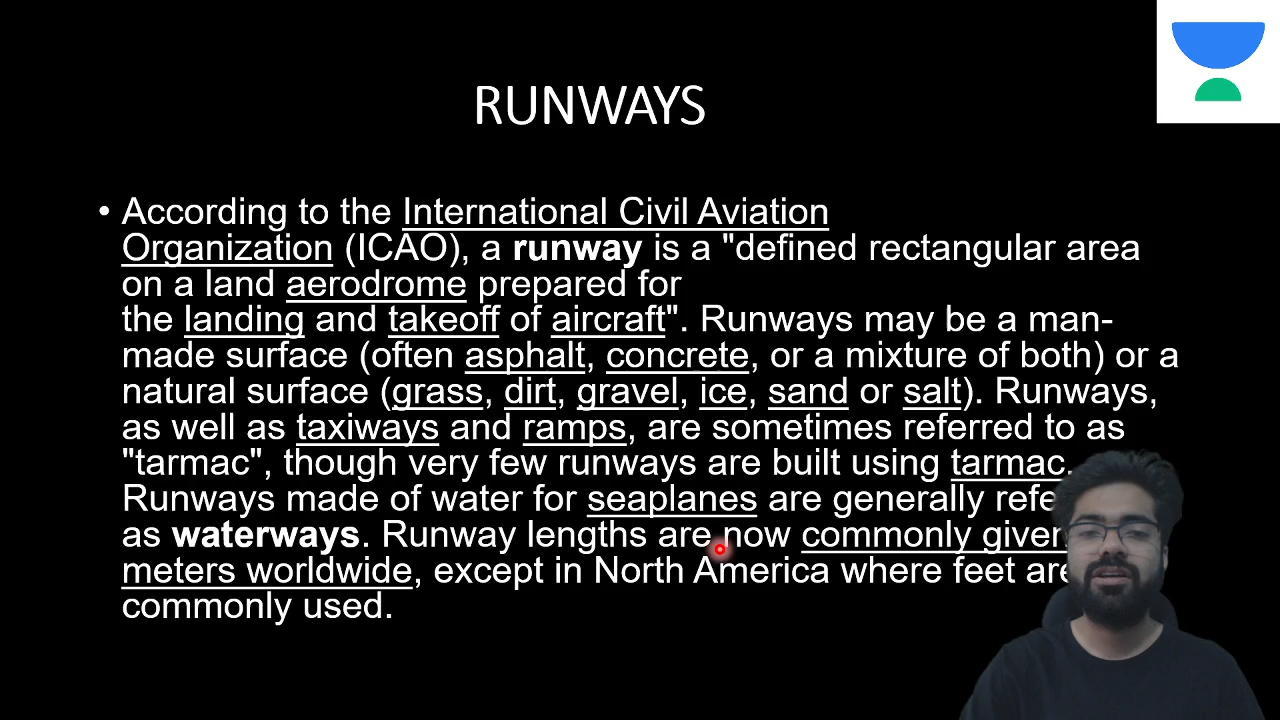 RUNWAYS
• According to the International Civil Aviation
Organization (ICAO), a runway is a "defined rectangular area
on a land aerodrome prepared for
the landing and takeoff of aircraft". Runways may be a man-
made surface (often asphalt, concrete, or a mixture of both) or a
natural surface (grass, dirt, gravel, ice, sand or salt). Runways,
as well as taxiways and ramps, are sometimes referred to as
"tarmac", though very few runways are built using tarmac.
Runways made of water for seaplanes are generally
as waterways. Runway lengths are now commonly given
meters worldwide, except in North America where feet are
commonly used.